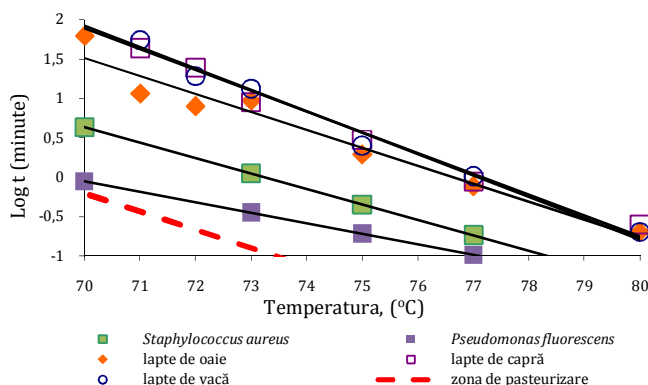 2
1,5
1
0,5
0
-0,5
-1
Log t (minute)
70 71 72 73 74 75 76 77 78 79 80
Temperatura, (°C)
Staphylococcus aureus Pseudomonas fluorescens
lapte de oaie lapte de capră
lapte de vacă zona de pasteurizare